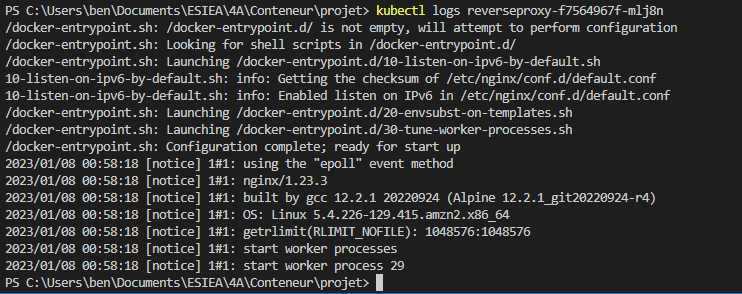 PS C:\Users\ben\Documents\ESIEA\4A\Conteneur\projet> kubectl logs reverseproxy-f7564967f-mlj8n
/docker-entrypoint.sh: /docker-entrypoint.d/ is not empty, will attempt to perform configuration
/docker-entrypoint.sh: Looking for shell scripts in /docker-entrypoint.d/
/docker-entrypoint.sh: Launching /docker-entrypoint.d/10-listen-on-ipv6-by-default.sh
10-listen-on-ipv6-by-default.sh: info: Getting the checksum of /etc/nginx/conf.d/default.conf
10-listen-on-ipv6-by-default.sh: info: Enabled listen on IPv6 in /etc/nginx/conf.d/default.conf
/docker-entrypoint.sh: Launching /docker-entrypoint.d/20-envsubst-on-templates.sh
/docker-entrypoint.sh: Launching /docker-entrypoint.d/30-tune-worker-processes.sh
/docker-entrypoint.sh: Configuration complete; ready for start up
2023/01/08 00:58:18 [notice] 1#1: using the "epoll" event method
2023/01/08 00:58:18 [notice] 1#1: nginx/1.23.3
2023/01/08 00:58:18 [notice] 1#1: built by gcc 12.2.1 20220924 (Alpine 12.2.1_git20220924-r4)
2023/01/08 00:58:18 [notice] 1#1: OS: Linux 5.4.226-129.415.amzn2.x86_64
2023/01/08 00:58:18 [notice] 1#1: getrlimit(RLIMIT_NOFILE): 1048576:1048576
2023/01/08 00:58:18 [notice] 1#1: start worker processes
2023/01/08 00:58:18 [notice] 1#1: start worker process 29
PS C:\Users\ben\Documents\ESIEA\4A\Conteneur\projet>